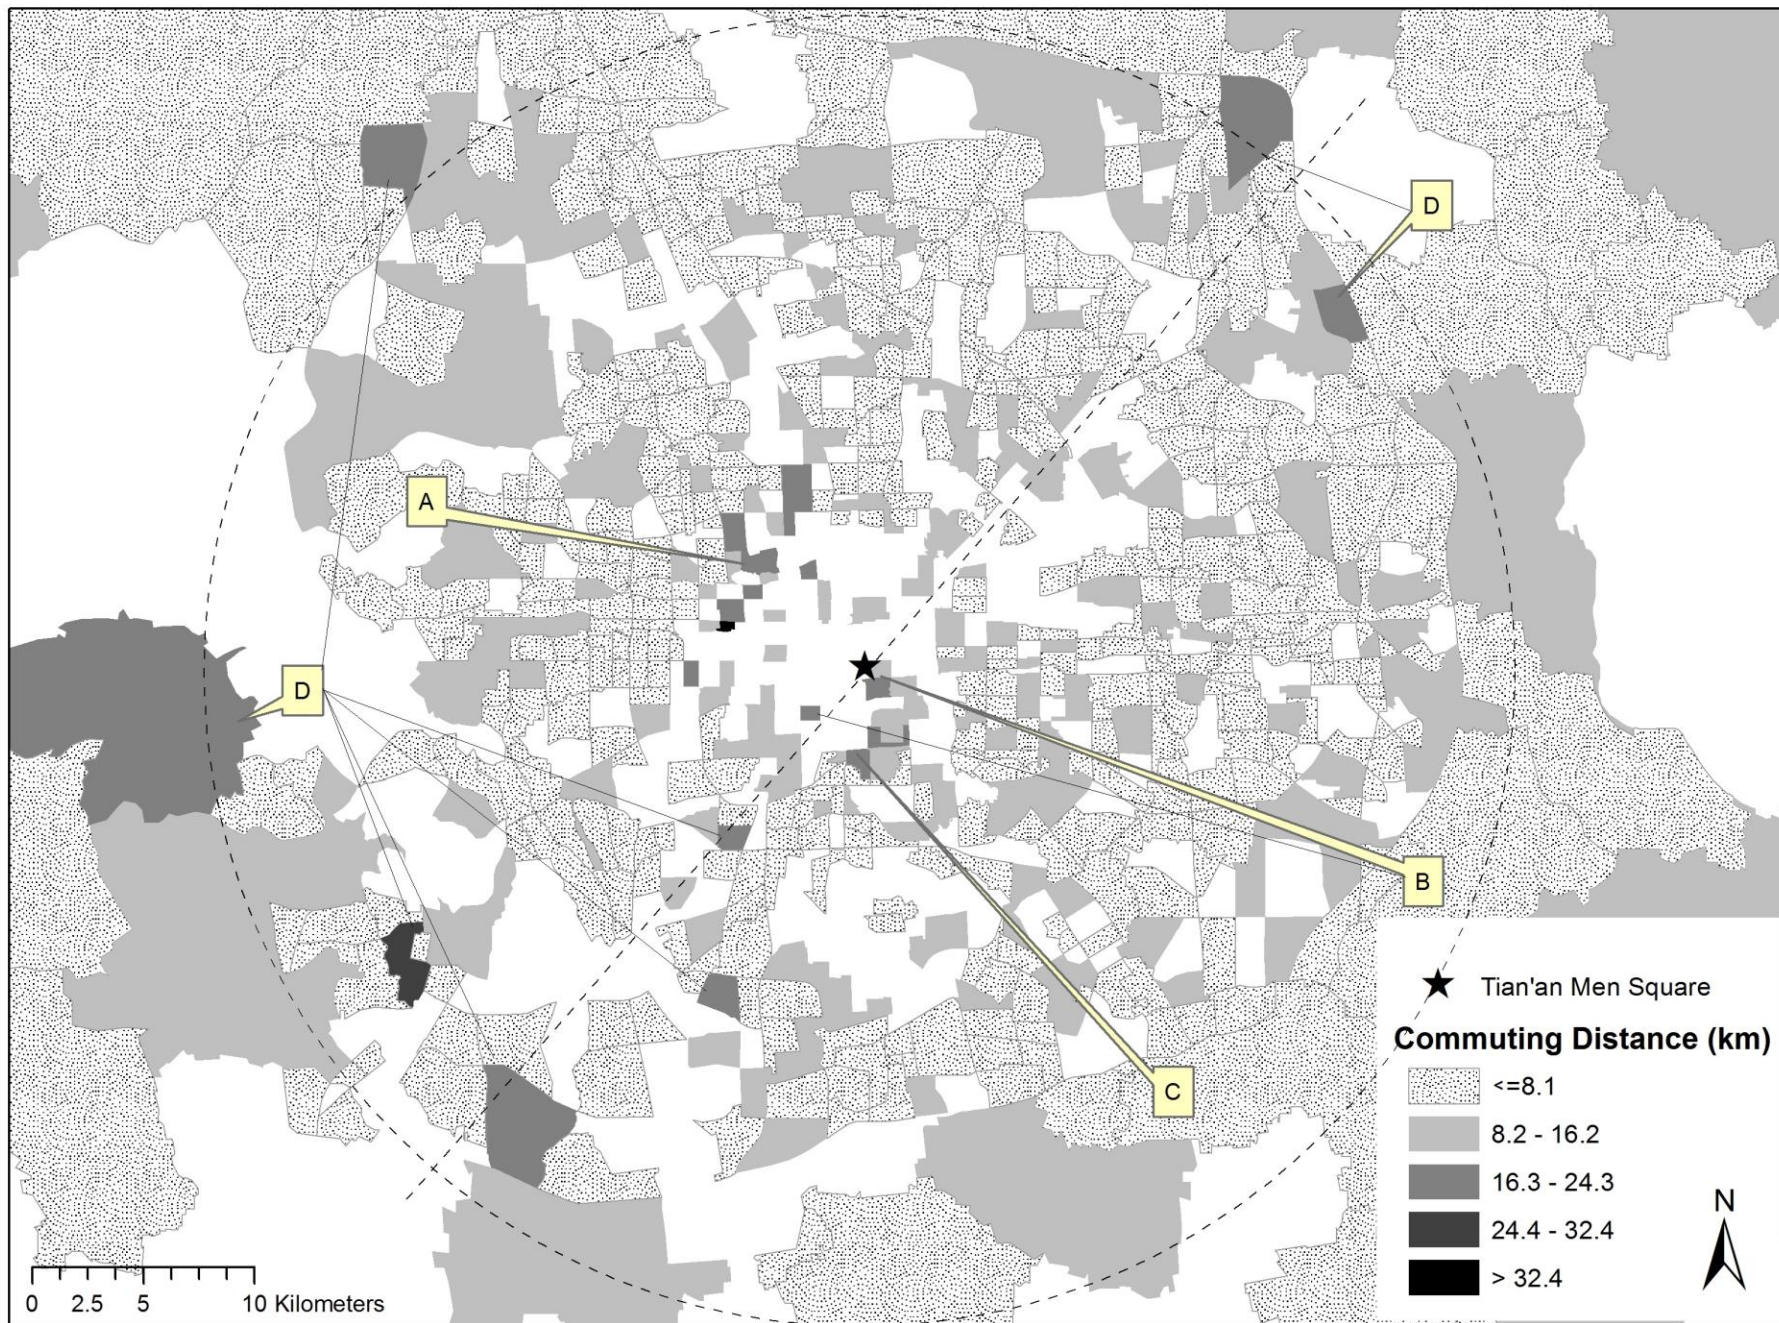 D
A
D
B
C
Tian'an Men Square
Commuting Distance (km)
<=8.1
8.2 - 16.2
16.3 - 24.3
24.4 - 32.4
> 32.4
N
0 2.5 5 10 Kilometers